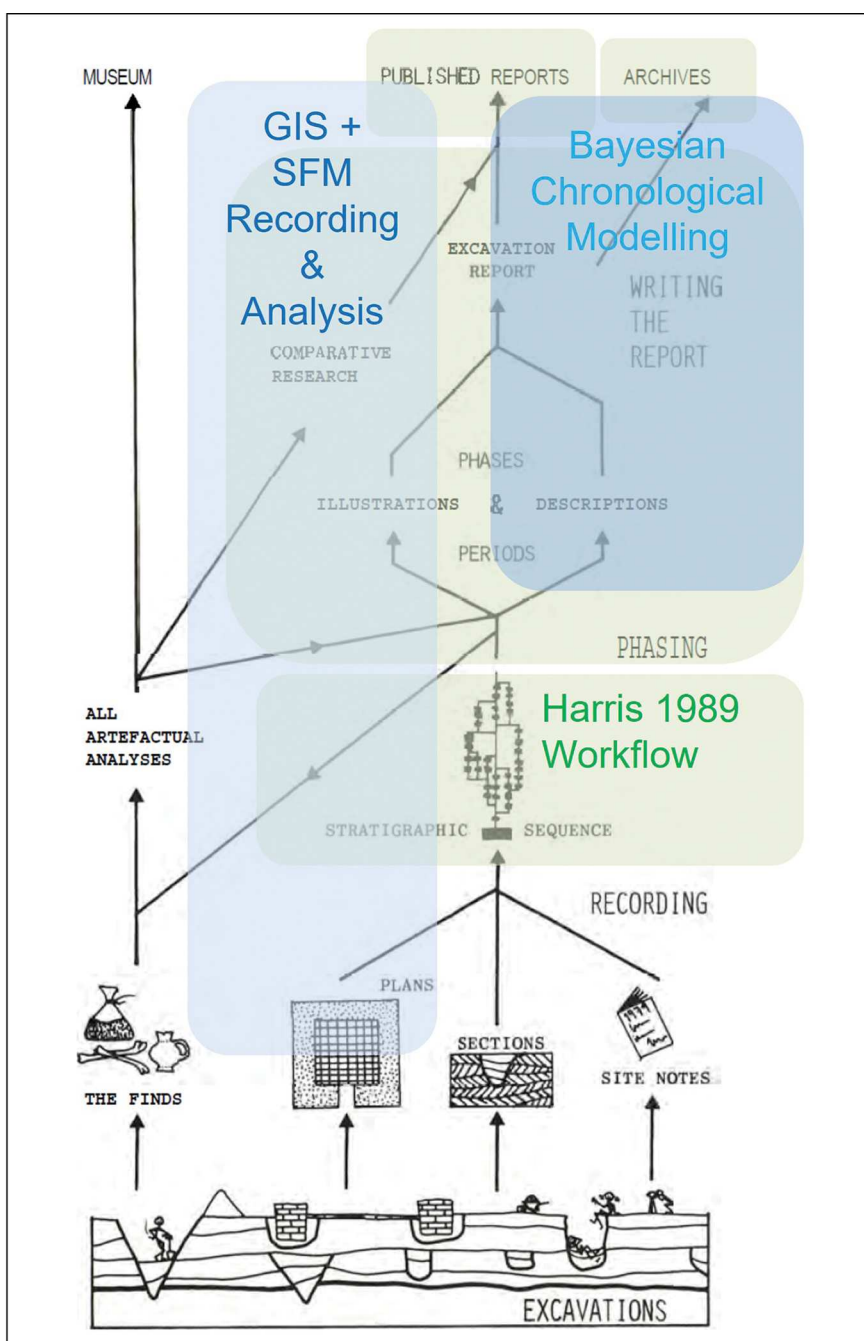 MUSEUM
PUBLISHED REPORTS
ARCHIVES
GIS +
SFM
Recording
&
Analysis
Bayesian
Chronological
Modelling
EXCAVATION
REPORT
WRITING
THE
REPORT
COMPARATIVE
RESEARCH
PHASES
ILLUSTRATIONS & DESCRIPTIONS
PERIODS
PHASING
ALL
ARTEFACTUAL
ANALYSES
Harris 1989
Workflow
STRATIGRAPHIC SEQUENCE
RECORDING
PLANS
1979
SECTIONS
SITE NOTES
THE FINDS
EXCAVATIONS